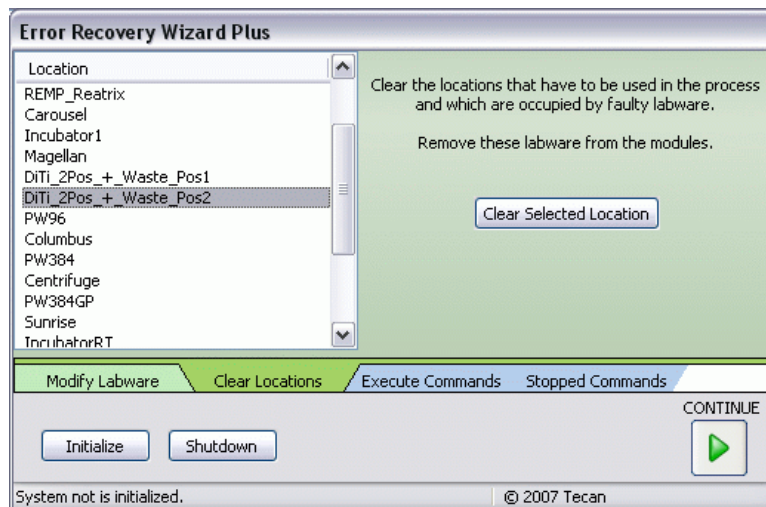 Error Recovery Wizard Plus
Location
REMP_Reatrix
Carousel
Incubator1
Magellan
DiTi_2Pos_+_Waste_Pos1
DiTi_2Pos_+_Waste_Pos2
PW96
Columbus
PW384
Centrifuge
PW384GP
Sunrise
IncubatorRT
Clear the locations that have to be used in the process
and which are occupied by faulty labware.
Remove these labware from the modules.
Clear Selected Location
Modify Labware Clear Locations Execute Commands Stopped Commands
CONTINUE
Initialize Shutdown
System not is initialized. © 2007 Tecan